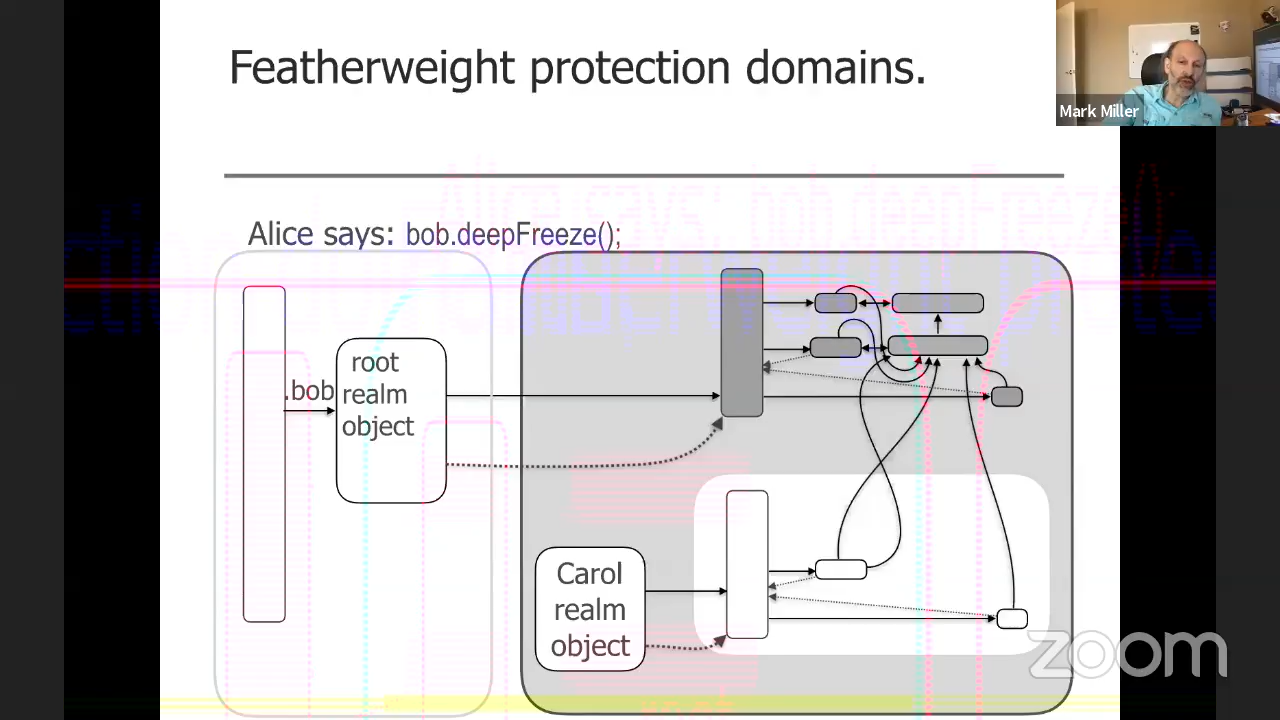 Featherweight protection domains.
Mark Miller
Alice says: bob.deepFreeze();
.bob
root
realm
object
Carol
realm
object
zoom